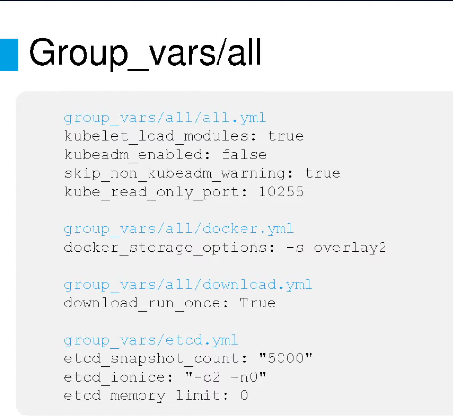 Group_vars/all
group_vars/all/all.yml
kubelet_load_modules: true
kubeadm_enabled: false
skip_non_kubeadm_warning: true
kube_read_only_port: 10255
group_vars/all/docker.yml
docker_storage_options: -s overlay2
group_vars/all/download.yml
download_run_once: True
group_vars/etcd.yml
etcd_snapshot_count: "5000"
etcd_ionice: "-c2 -n0"
etcd_memory_limit: 0